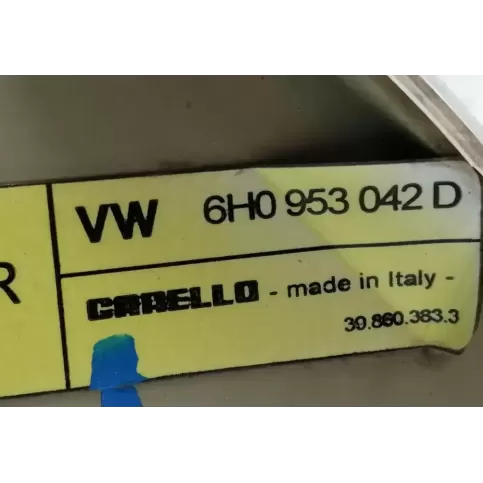 VW 6H0 953 042 D
R
CARELLO - made in Italy -
39.860.383.3